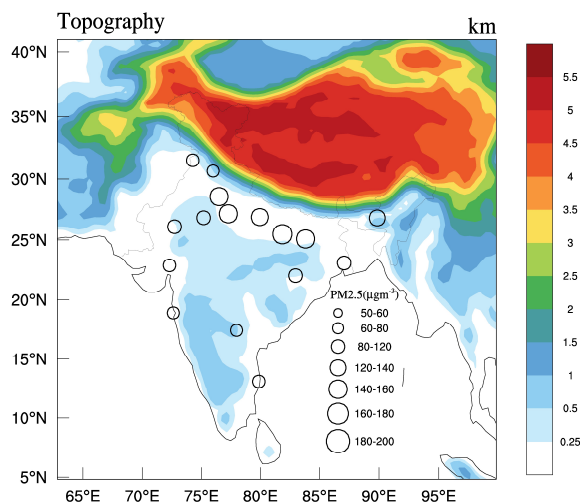 Topography
km
40°N
35°N
30°N
25°N
20°N
15°N
10°N
5°N
65°E
70°E
75°E
80°E
85°E
90°E
95°E
PM2.5(μgm⁻³)
50-60
60-80
80-120
120-140
140-160
160-180
180-200
5.5
5
4.5
4
3.5
3
2.5
2
1.5
1
0.5
0.25